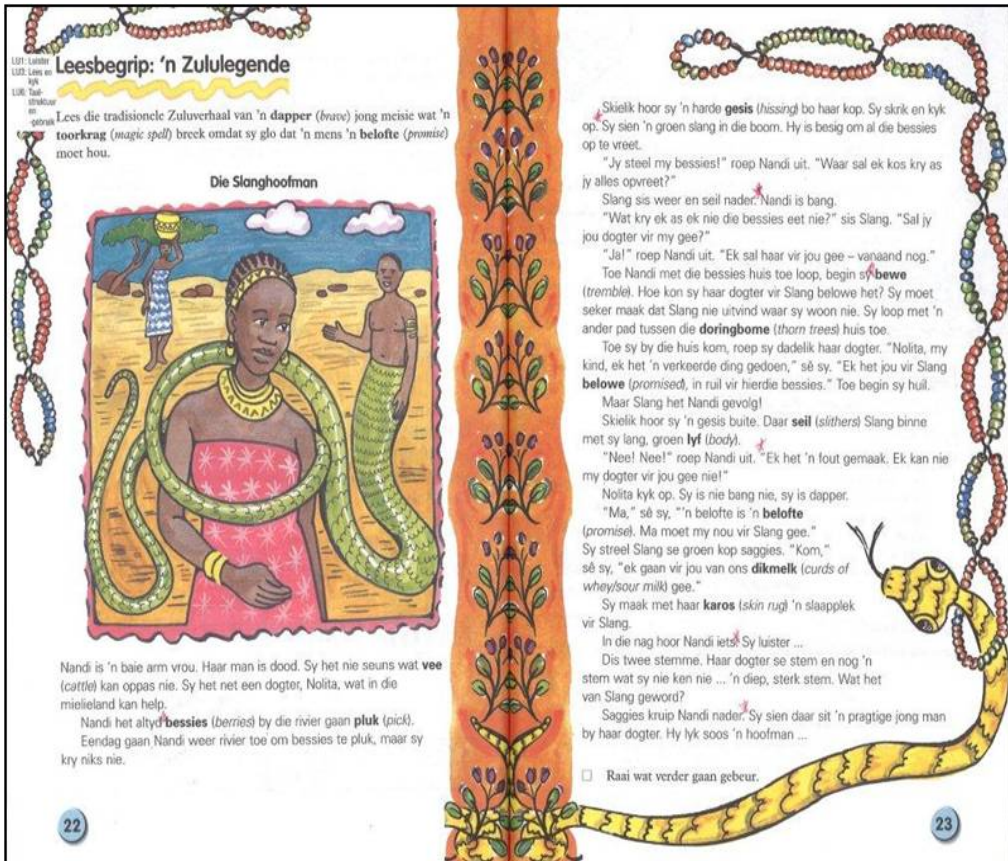 LU1: Luister
LU3: Lees en
kyk
LU6: Taal-
struktuur
en
-gebruik
Leesbegrip: 'n Zululegende
Lees die tradisionele Zuluverhaal van 'n dapper (brave) jong meisie wat 'n
toorkrag (magic spell) breek omdat sy glo dat 'n mens 'n belofte (promise)
moet hou.
Die Slanghoofman
Nandi is 'n baie arm vrou. Haar man is dood. Sy het nie seuns wat vee
(cattle) kan oppas nie. Sy het net een dogter, Nolita, wat in die
mielieland kan help.
Nandi het altyd bessies (berries) by die rivier gaan pluk (pick).
Eendag gaan Nandi weer rivier toe om bessies te pluk, maar sy
kry niks nie.
22
Skielik hoor sy 'n harde gesis (hissing) bo haar kop. Sy skrik en kyk
op. Sy sien 'n groen slang in die boom. Hy is besig om al die bessies
op te vreet.
"Jy steel my bessies!" roep Nandi uit. "Waar sal ek kos kry as
jy alles opvreet?"
Slang sis weer en seil nader. Nandi is bang.
"Wat kry ek as ek nie die bessies eet nie?" sis Slang. "Sal jy
jou dogter vir my gee?"
"Ja!" roep Nandi uit. "Ek sal haar vir jou gee – vanaand nog."
Toe Nandi met die bessies huis toe loop, begin sy bewe
(tremble). Hoe kon sy haar dogter vir Slang belowe het? Sy moet
seker maak dat Slang nie uitvind waar sy woon nie. Sy loop met 'n
ander pad tussen die doringbome (thorn trees) huis toe.
Toe sy by die huis kom, roep sy dadelik haar dogter. "Nolita, my
kind, ek het 'n verkeerde ding gedoen," sê sy. "Ek het jou vir Slang
belowe (promised), in ruil vir hierdie bessies." Toe begin sy huil.
Maar Slang het Nandi gevolg!
Skielik hoor sy 'n gesis buite. Daar seil (slithers) Slang binne
met sy lang, groen lyf (body).
"Nee! Nee!" roep Nandi uit. "Ek het 'n fout gemaak. Ek kan nie
my dogter vir jou gee nie!"
Nolita kyk op. Sy is nie bang nie, sy is dapper.
"Ma," sê sy, "'n belofte is 'n belofte
(promise). Ma moet my nou vir Slang gee."
Sy streel Slang se groen kop saggies. "Kom,"
sê sy, "ek gaan vir jou van ons dikmelk (curds of
whey/sour milk) gee."
Sy maak met haar karos (skin rug) 'n slaapplek
vir Slang.
In die nag hoor Nandi iets. Sy luister ...
Dis twee stemme. Haar dogter se stem en nog 'n
stem wat sy nie ken nie ... 'n diep, sterk stem. Wat het
van Slang geword?
Saggies kruip Nandi nader. Sy sien daar sit 'n pragtige jong man
by haar dogter. Hy lyk soos 'n hoofman ...
Raai wat verder gaan gebeur.
23